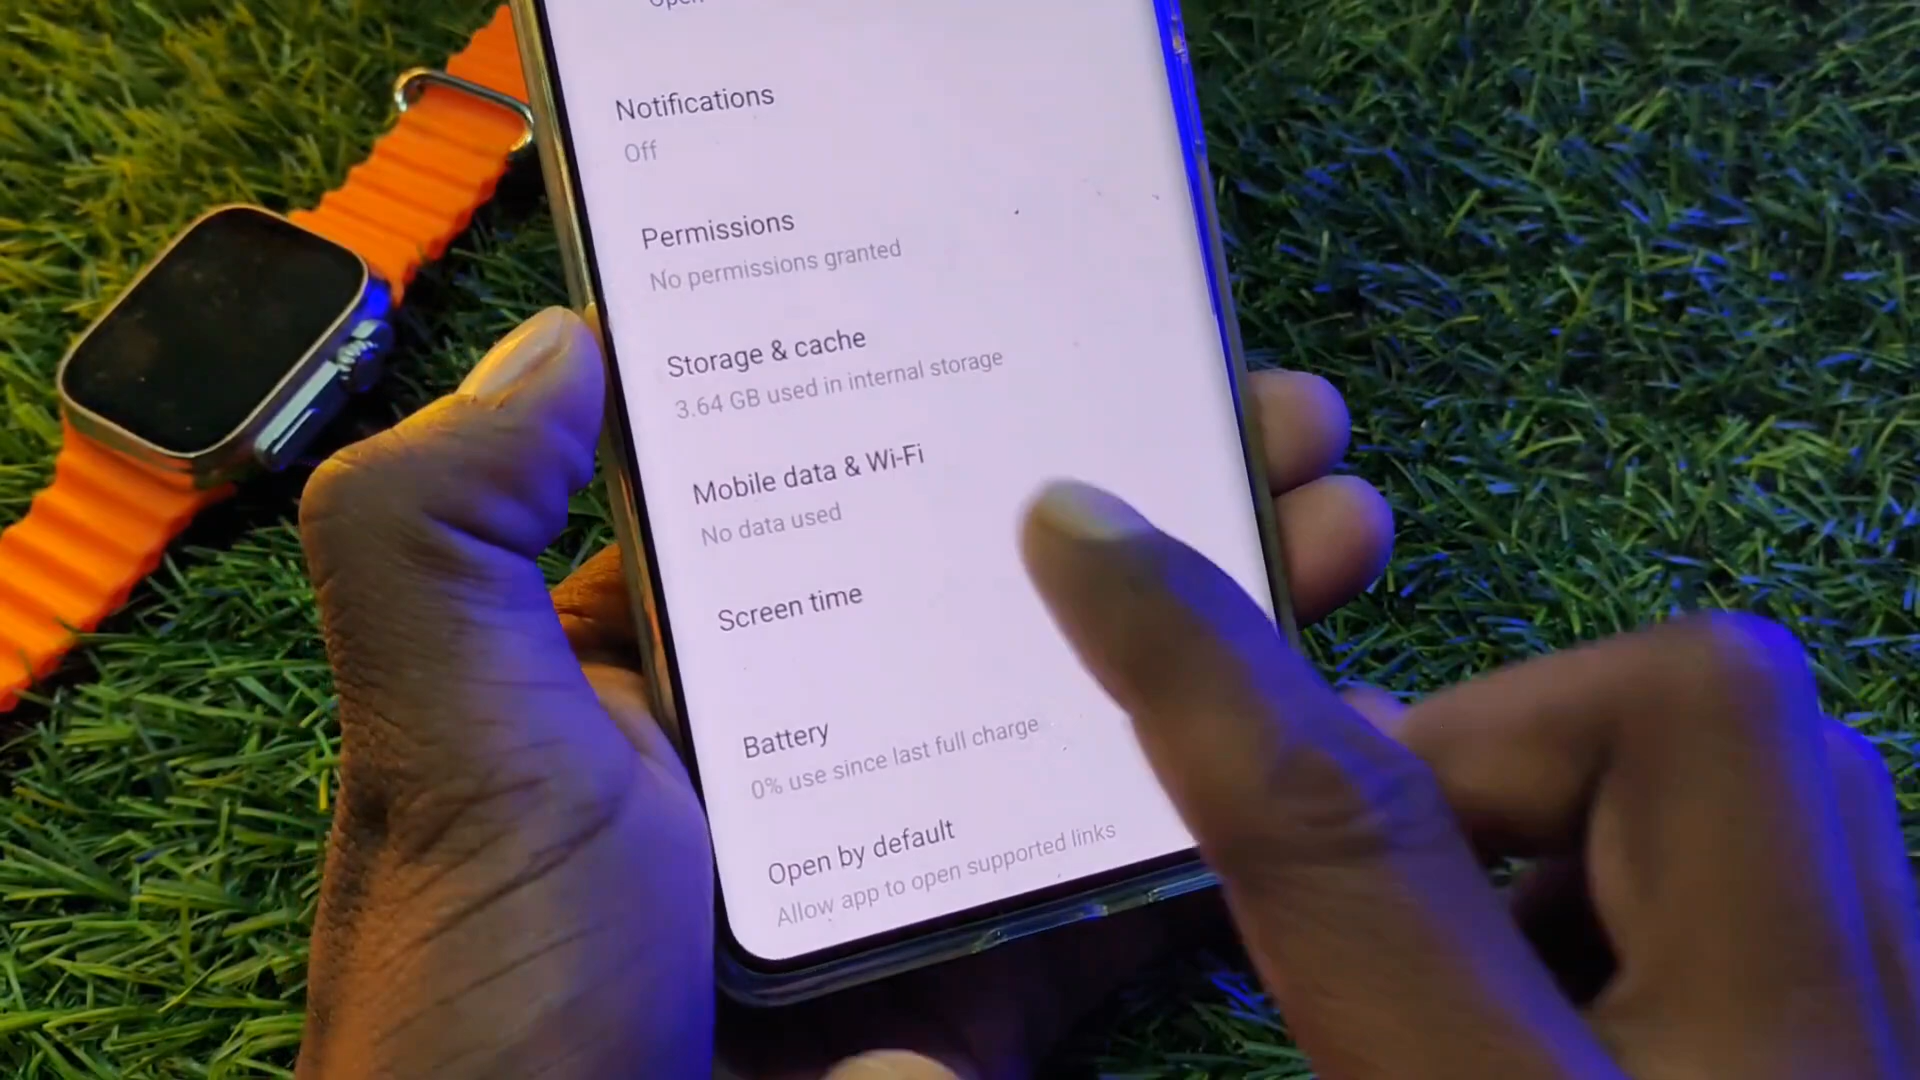 Open
Notifications
Off
Permissions
No permissions granted
Storage & cache
3.64 GB used in internal storage
Mobile data & Wi-Fi
No data used
Screen time
Battery
0% use since last full charge
Open by default
Allow app to open supported links